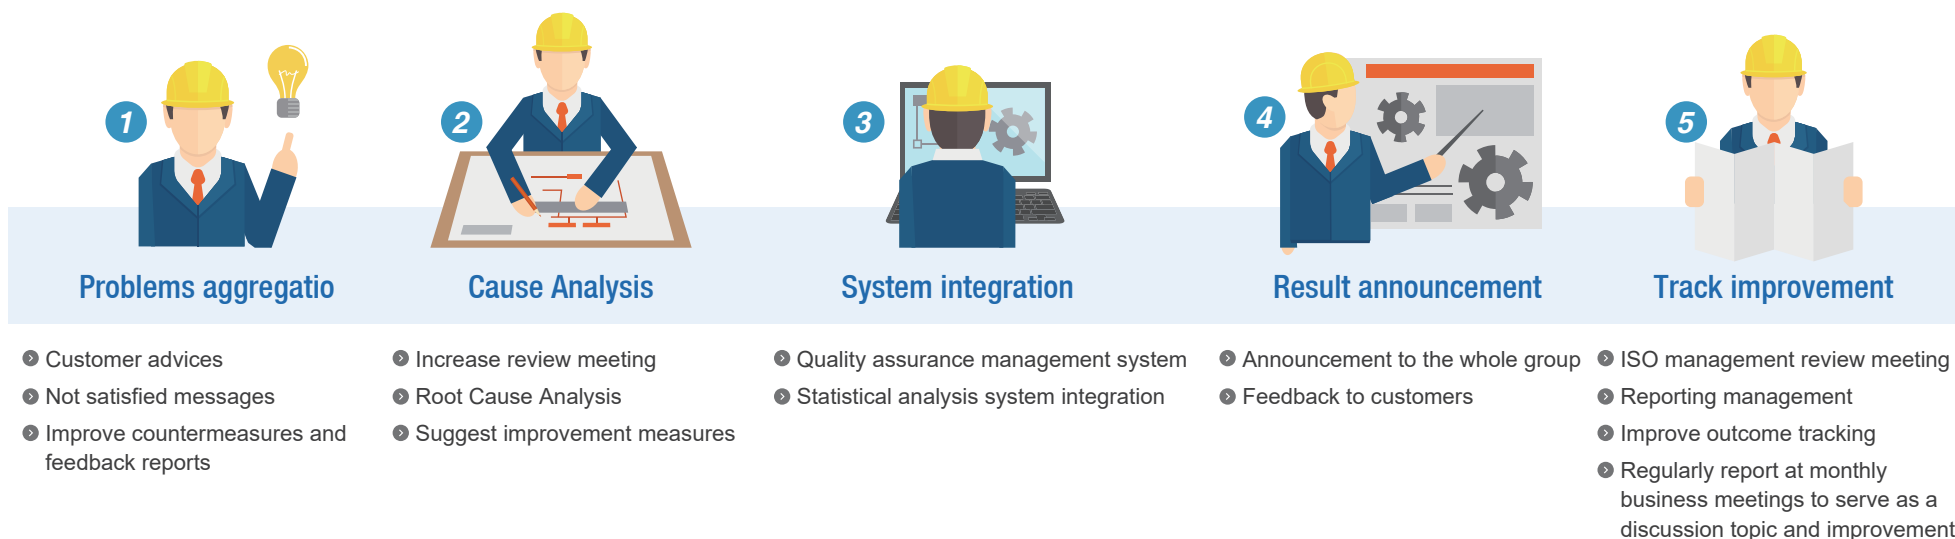 1
Problems aggregatio
Customer advices
Not satisfied messages
Improve countermeasures and
feedback reports
2
Cause Analysis
Increase review meeting
Root Cause Analysis
Suggest improvement measures
3
System integration
Quality assurance management system
Statistical analysis system integration
4
Result announcement
Announcement to the whole group
Feedback to customers
5
Track improvement
ISO management review meeting
Reporting management
Improve outcome tracking
Regularly report at monthly
business meetings to serve as a
discussion topic and improvement